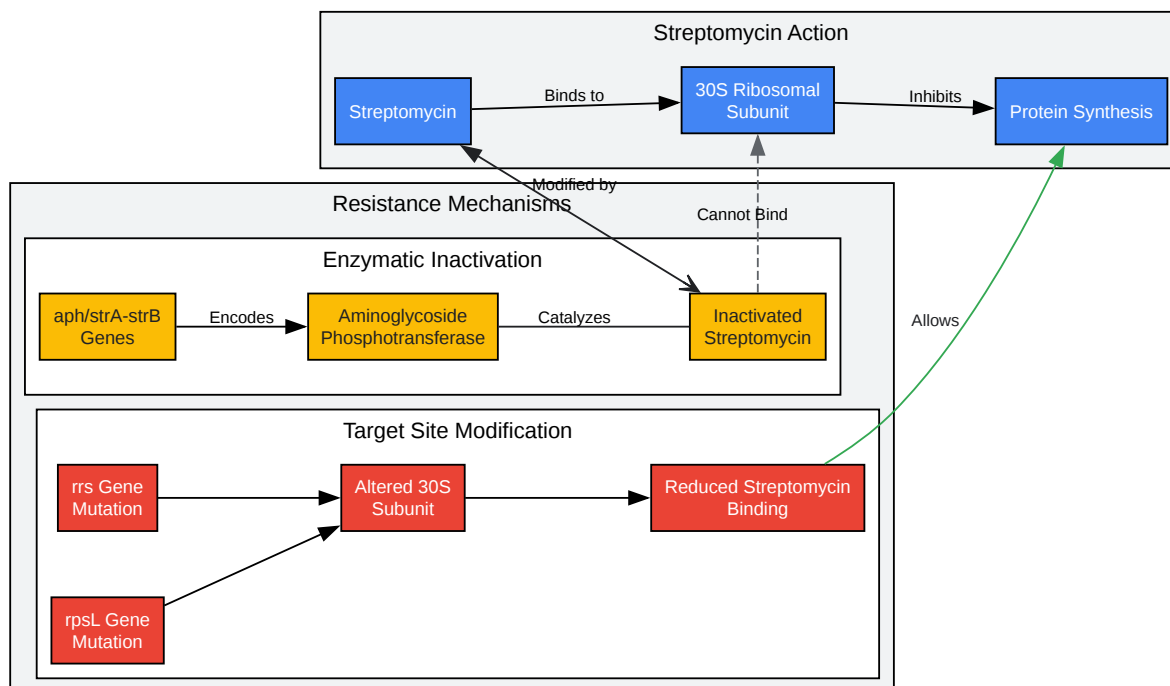 Streptomycin Action
Streptomycin
Binds to
30S Ribosomal
Subunit
Inhibits
Protein Synthesis
Modified by
Cannot Bind
Resistance Mechanisms
Enzymatic Inactivation
aph/strA-strB
Genes
Encodes
Aminoglycoside
Phosphotransferase
Catalyzes
Inactivated
Streptomycin
Allows
Target Site Modification
rrs Gene
Mutation
Altered 30S
Subunit
Reduced Streptomycin
Binding
rpsL Gene
Mutation